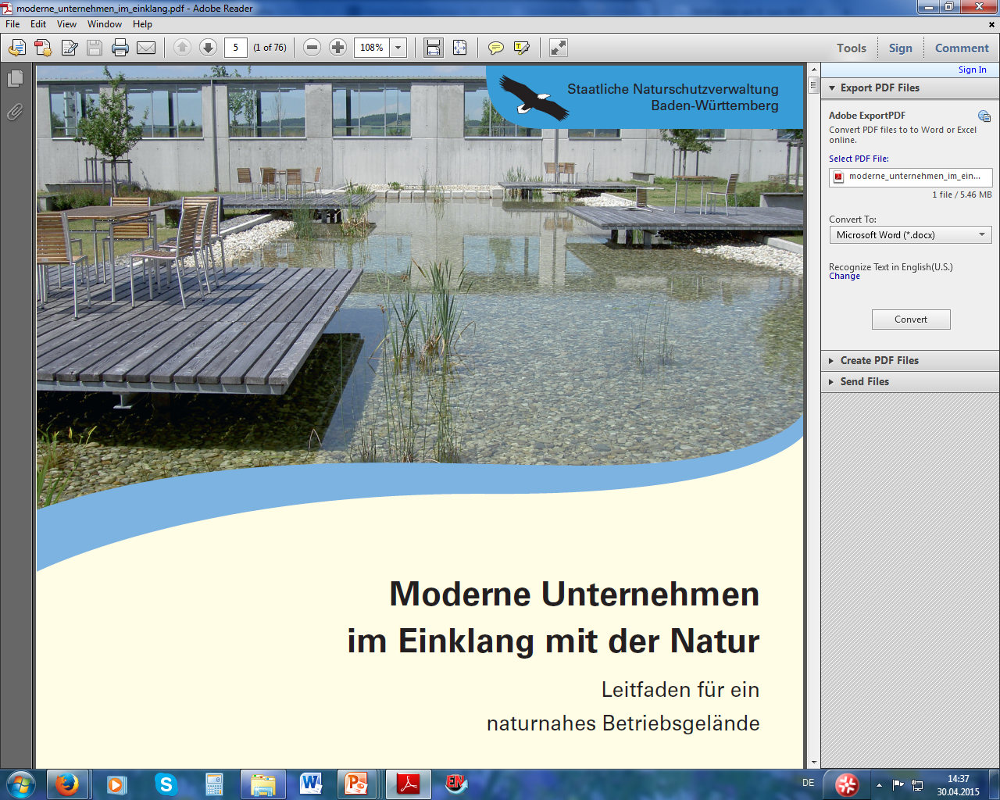 moderne_unternehmen_im_einklang.pdf - Adobe Reader
File Edit View Window Help
5 (1 of 76) 108% Tools Sign Comment
Sign In
Staatliche Naturschutzverwaltung
Baden-Württemberg
Export PDF Files
Adobe ExportPDF
Convert PDF files to to Word or Excel
online.
Select PDF File:
moderne_unternehmen_im_ein...
1 file / 5.46 MB
Convert To:
Microsoft Word (*.docx)
Recognize Text in English(U.S.)
Change
Convert
Create PDF Files
Send Files
Moderne Unternehmen
im Einklang mit der Natur
Leitfaden für ein
naturnahes Betriebsgelände
DE
14:37
30.04.2015